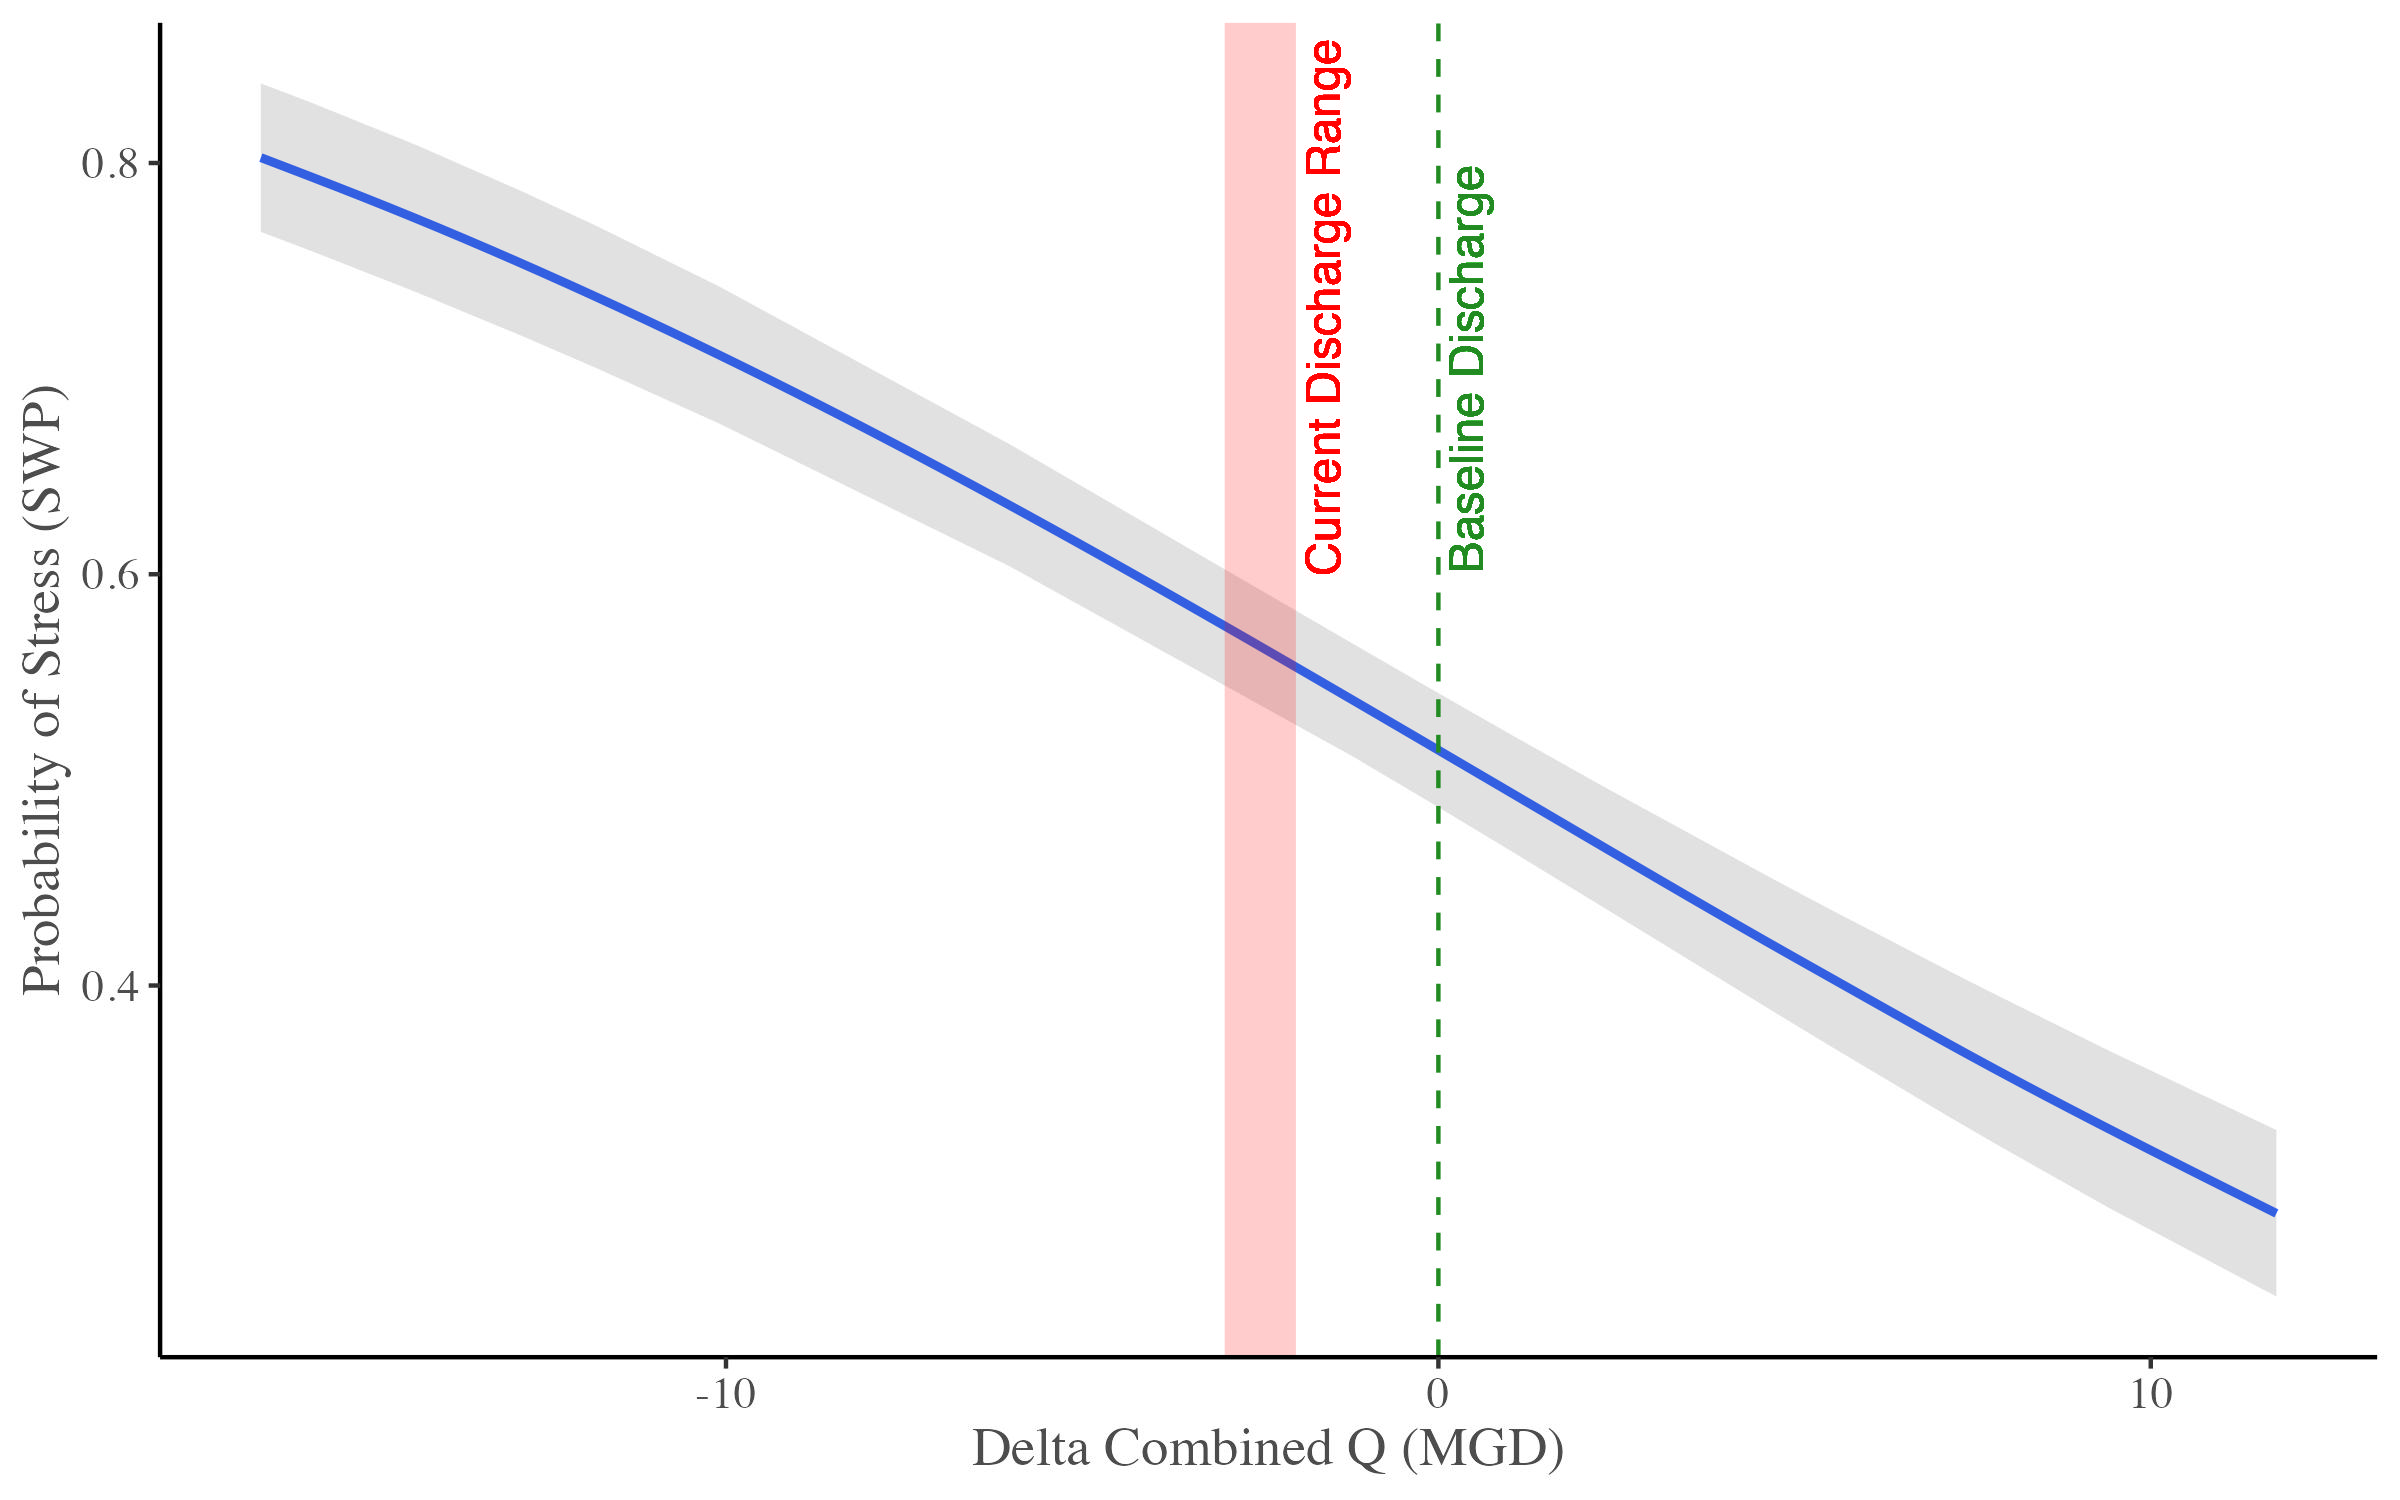 Current Discharge Range
Baseline Discharge
Probability of Stress (SWP)
0.8
0.6
0.4
-10
0
10
Delta Combined Q (MGD)